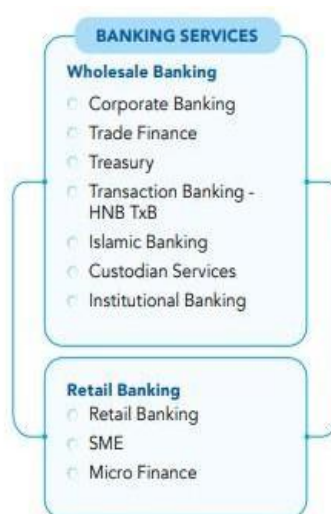 BANKING SERVICES
Wholesale Banking
Corporate Banking
Trade Finance
Treasury
Transaction Banking -
HNB TxB
Islamic Banking
Custodian Services
Institutional Banking
Retail Banking
Retail Banking
SME
Micro Finance